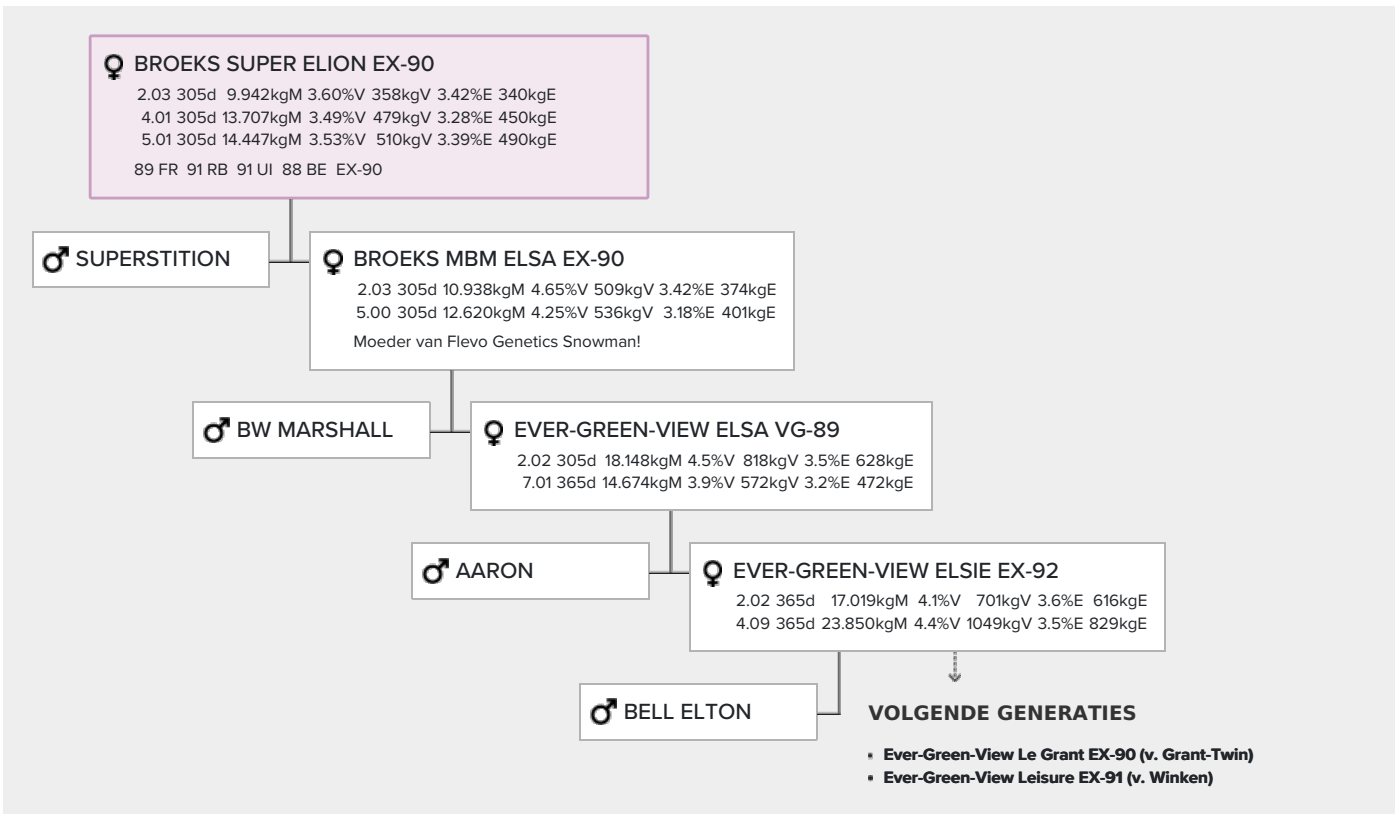 BROEKS SUPER ELION EX-90
2.03 305d 9.942kgM 3.60%V 358kgV 3.42%E 340kgE
4.01 305d 13.707kgM 3.49%V 479kgV 3.28%E 450kgE
5.01 305d 14.447kgM 3.53%V 510kgV 3.39%E 490kgE
89 FR 91 RB 91 UI 88 BE EX-90
SUPERSTITION
BROEKS MBM ELSA EX-90
2.03 305d 10.938kgM 4.65%V 509kgV 3.42%E 374kgE
5.00 305d 12.620kgM 4.25%V 536kgV 3.18%E 401kgE
Moeder van Flevo Genetics Snowman!
BW MARSHALL
EVER-GREEN-VIEW ELSA VG-89
2.02 305d 18.148kgM 4.5%V 818kgV 3.5%E 628kgE
7.01 365d 14.674kgM 3.9%V 572kgV 3.2%E 472kgE
AARON
EVER-GREEN-VIEW ELSIE EX-92
2.02 365d 17.019kgM 4.1%V 701kgV 3.6%E 616kgE
4.09 365d 23.850kgM 4.4%V 1049kgV 3.5%E 829kgE
BELL ELTON
VOLGENDE GENERATIES
▪ Ever-Green-View Le Grant EX-90 (v. Grant-Twin)
▪ Ever-Green-View Leisure EX-91 (v. Winken)